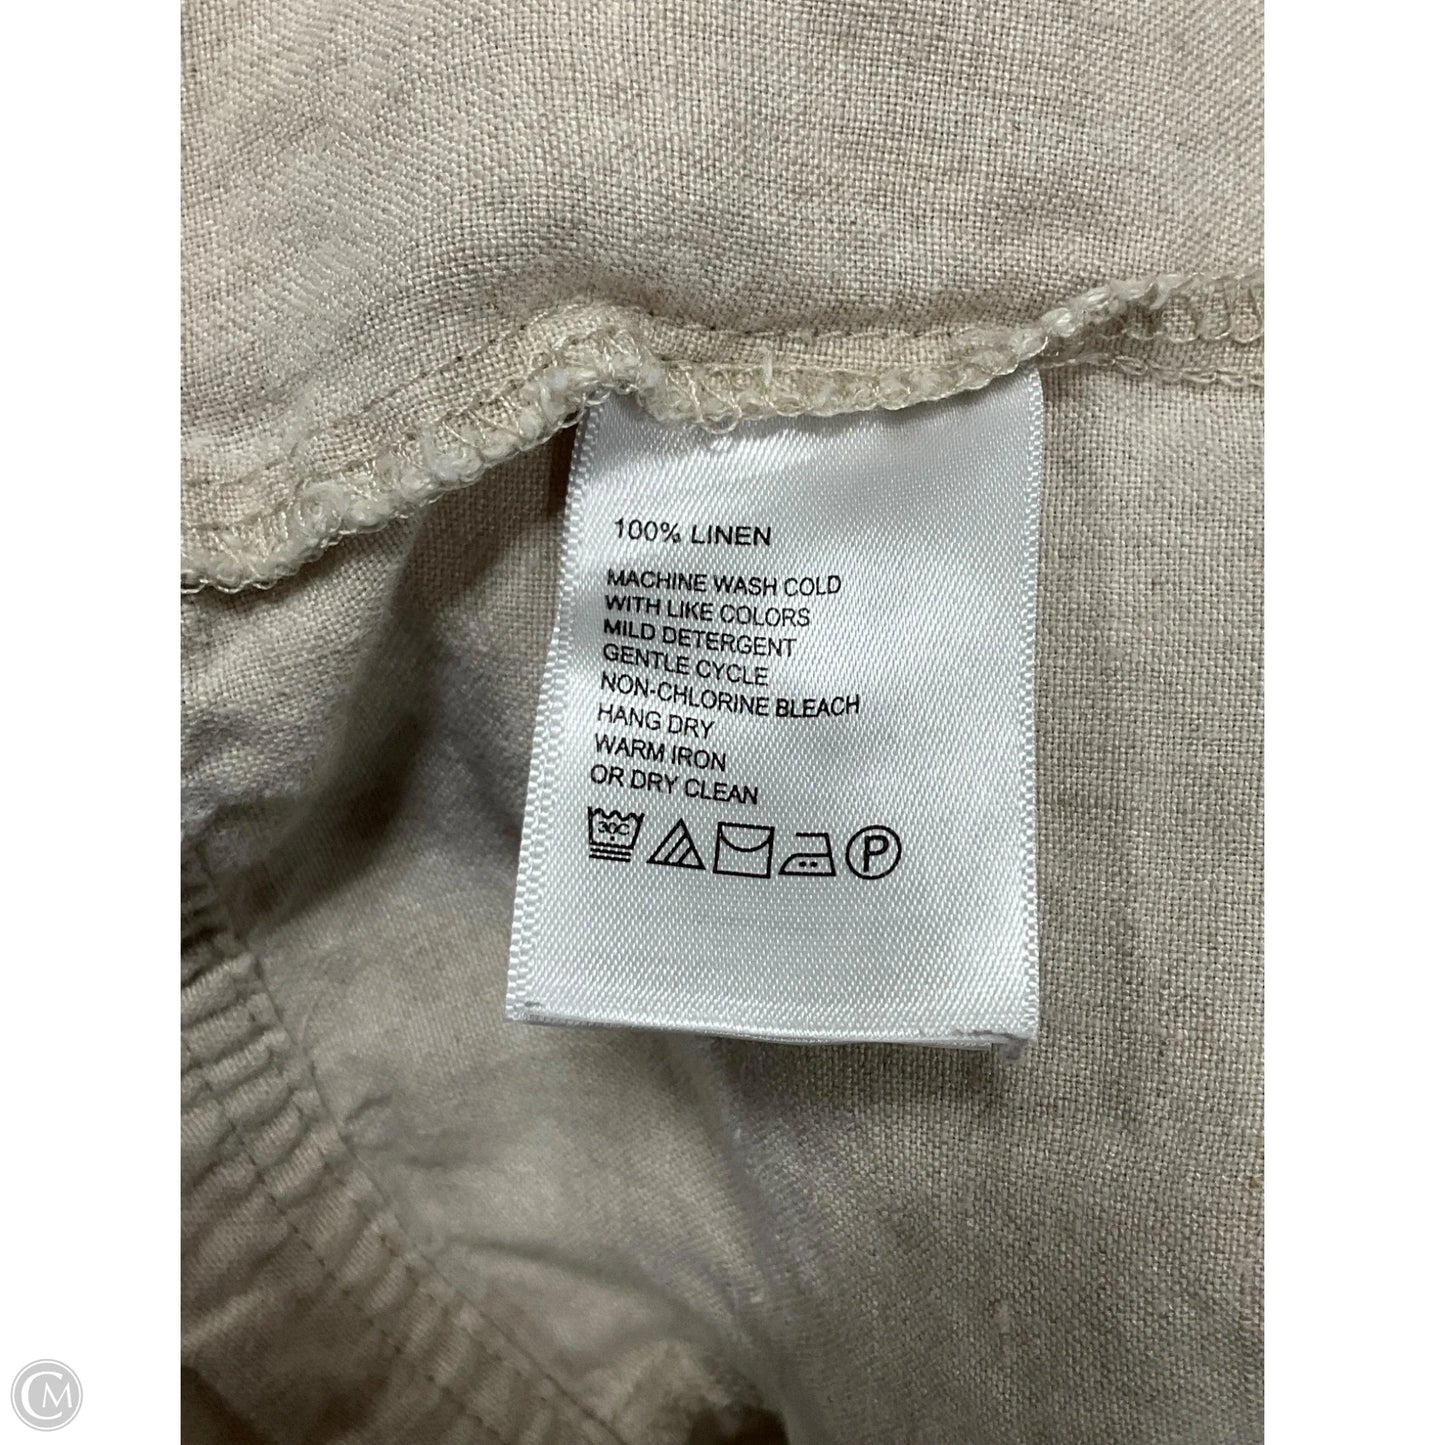 100% LINEN
MACHINE WASH COLD
WITH LIKE COLORS
MILD DETERGENT
GENTLE CYCLE
NON-CHLORINE BLEACH
HANG DRY
WARM IRON
OR DRY CLEAN
30C P
CM